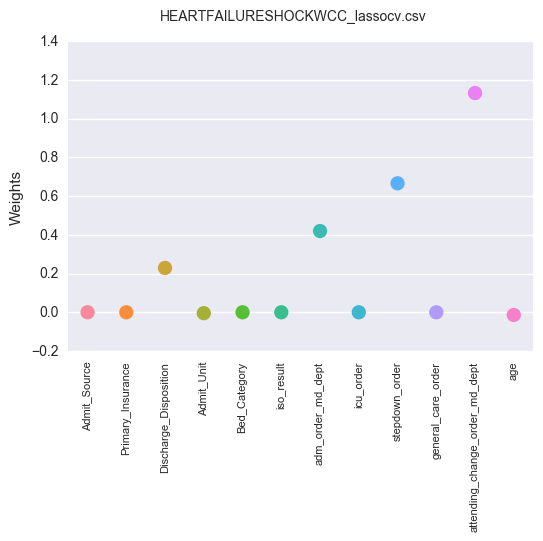 HEARTFAILURESHOCKWCC_lassocv.csv
1.4
1.2
1.0
0.8
0.6
0.4
0.2
0.0
−0.2
Weights
Admit_Source
Primary_Insurance
Discharge_Disposition
Admit_Unit
Bed_Category
iso_result
adm_order_md_dept
icu_order
stepdown_order
general_care_order
attending_change_order_md_dept
age